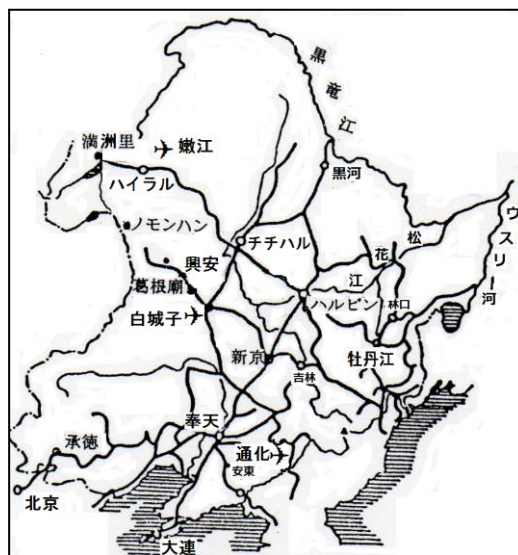 黒竜江
満洲里
嫩江
ハイラル
黒河
ノモンハン
チチハル
松花江
ウスリ河
興安
葛根廟
ハルビン
林口
白城子
新京
吉林
牡丹江
奉天
承徳
通化
安東
北京
大連